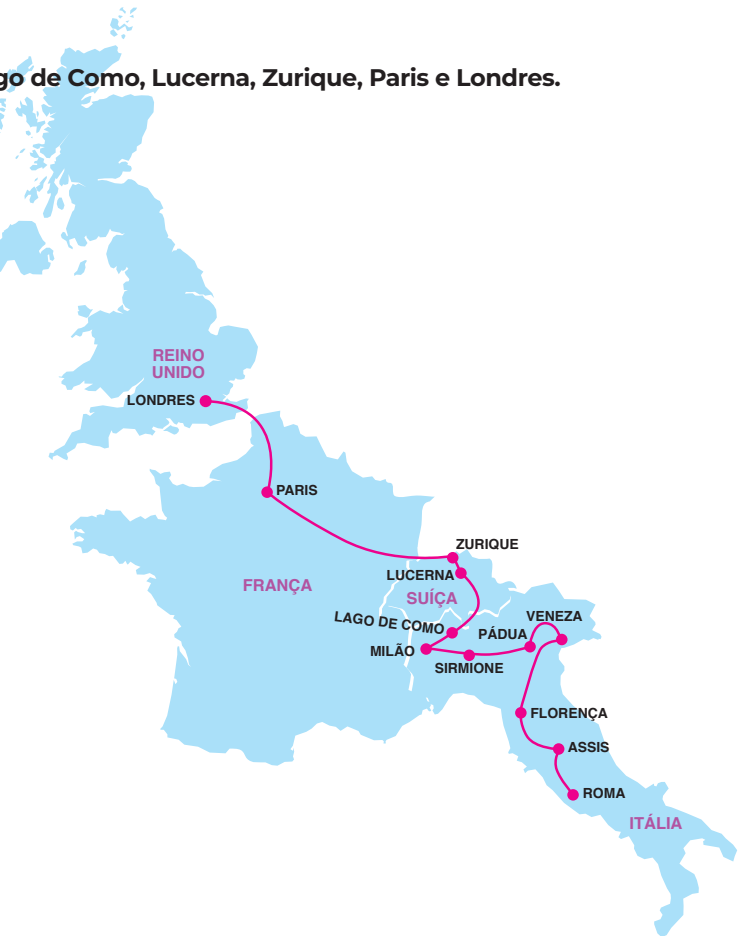 de Como, Lucerna, Zurique, Paris e Londres.
REINO
UNIDO
LONDRES
PARIS
ZURIQUE
LUCERNA
FRANÇA
SUÍÇA
LAGO DE COMO
VENEZA
PÁDUA
MILÃO
SIRMIONE
FLORENÇA
ASSIS
ROMA
ITÁLIA